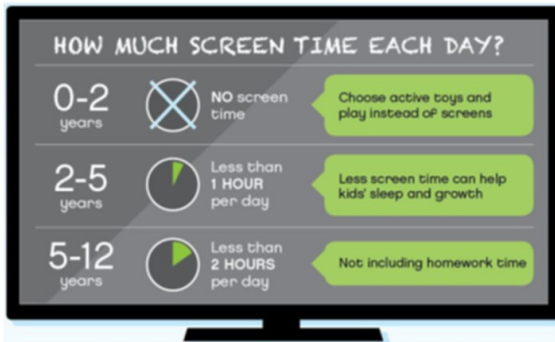 HOW MUCH SCREEN TIME EACH DAY?
0-2
years
NO screen
time
Choose active toys and
play instead of screens
2-5
years
Less than
1 HOUR
per day
Less screen time can help
kids' sleep and growth
5-12
years
Less than
2 HOURS
per day
Not including homework time